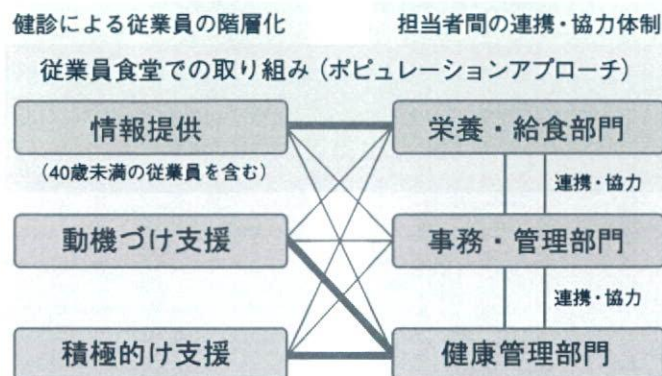 健診による従業員の階層化 担当者間の連携・協力体制
従業員食堂での取り組み（ポピュレーションアプローチ）
情報提供 栄養・給食部門
（40歳未満の従業員を含む） 連携・協力
動機づけ支援 事務・管理部門
連携・協力
積極的け支援 健康管理部門